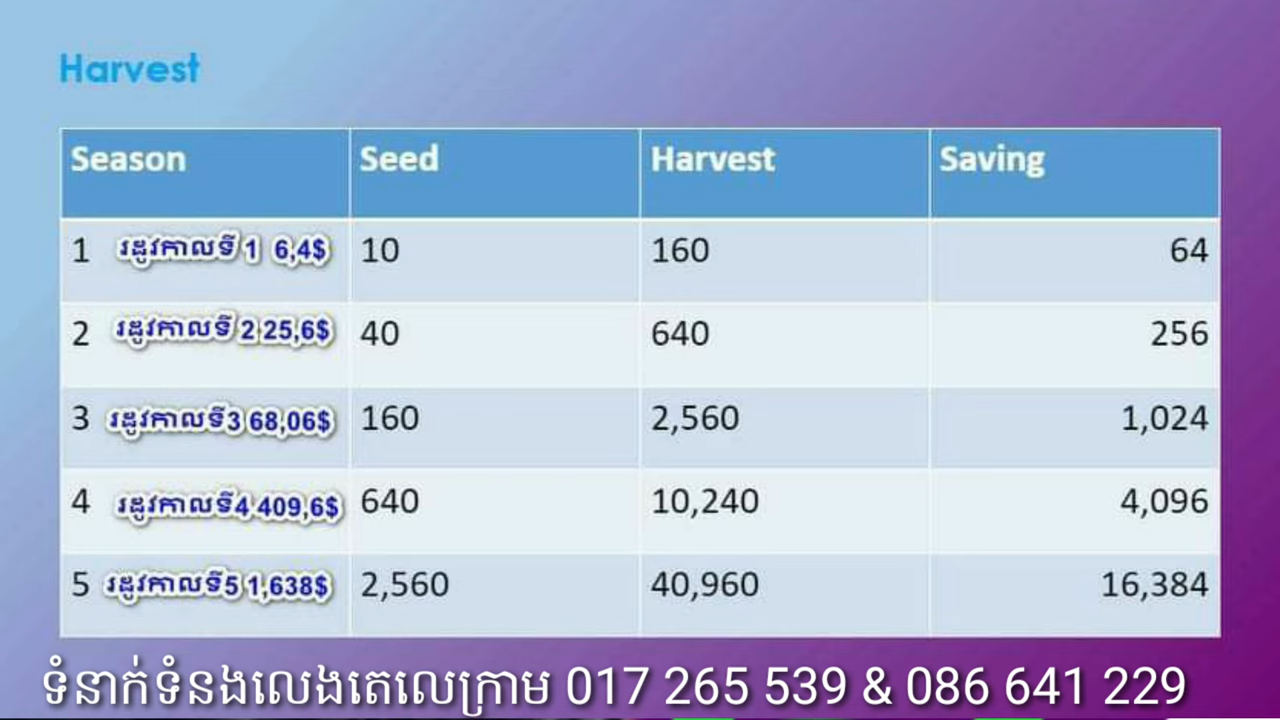 Harvest
Season Seed Harvest Saving
1 រដូវកាលទី 1 6,4$ 10 160 64
2 រដូវកាលទី 2 25,6$ 40 640 256
3 រដូវកាលទី3 68,06$ 160 2,560 1,024
4 រដូវកាលទី4 409,6$ 640 10,240 4,096
5 រដូវកាលទី5 1,638$ 2,560 40,960 16,384
ទំនាក់ទំនងលេងតេលេក្រាម 017 265 539 & 086 641 229